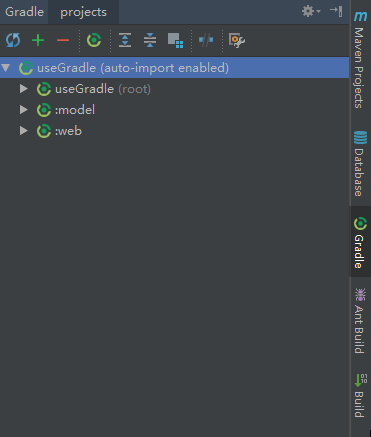 Gradle projects
useGradle (auto-import enabled)
useGradle (root)
:model
:web
Maven Projects
Database
Gradle
Ant Build
Build